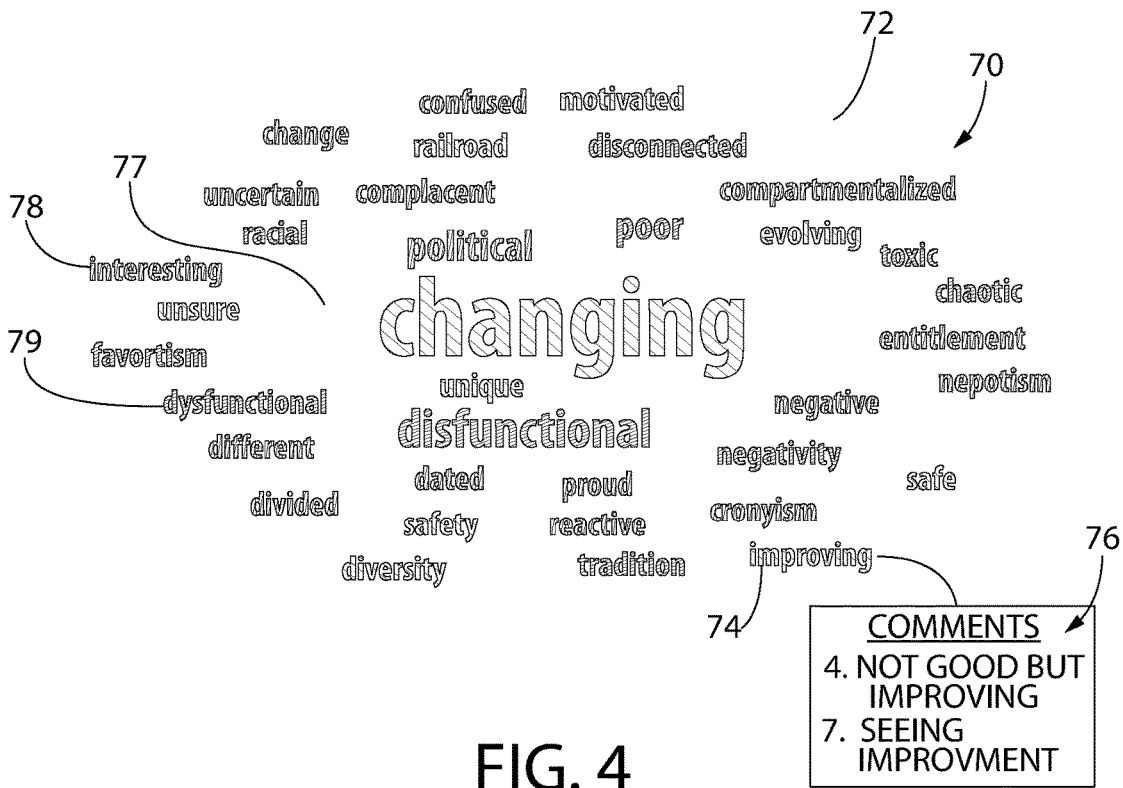 72
70
confused motivated
change railroad disconnected
77
uncertain complacent compartmentalized
78
racial political poor evolving
interesting toxic
unsure changing chaotic
79
favortism entitlement
unique nepotism
dysfunctional negative
disfunctional
different negativity
dated proud safe
divided cronyism
safety reactive
diversity tradition improving
76
74
COMMENTS
4. NOT GOOD BUT
IMPROVING
7. SEEING
IMPROVMENT
FIG. 4